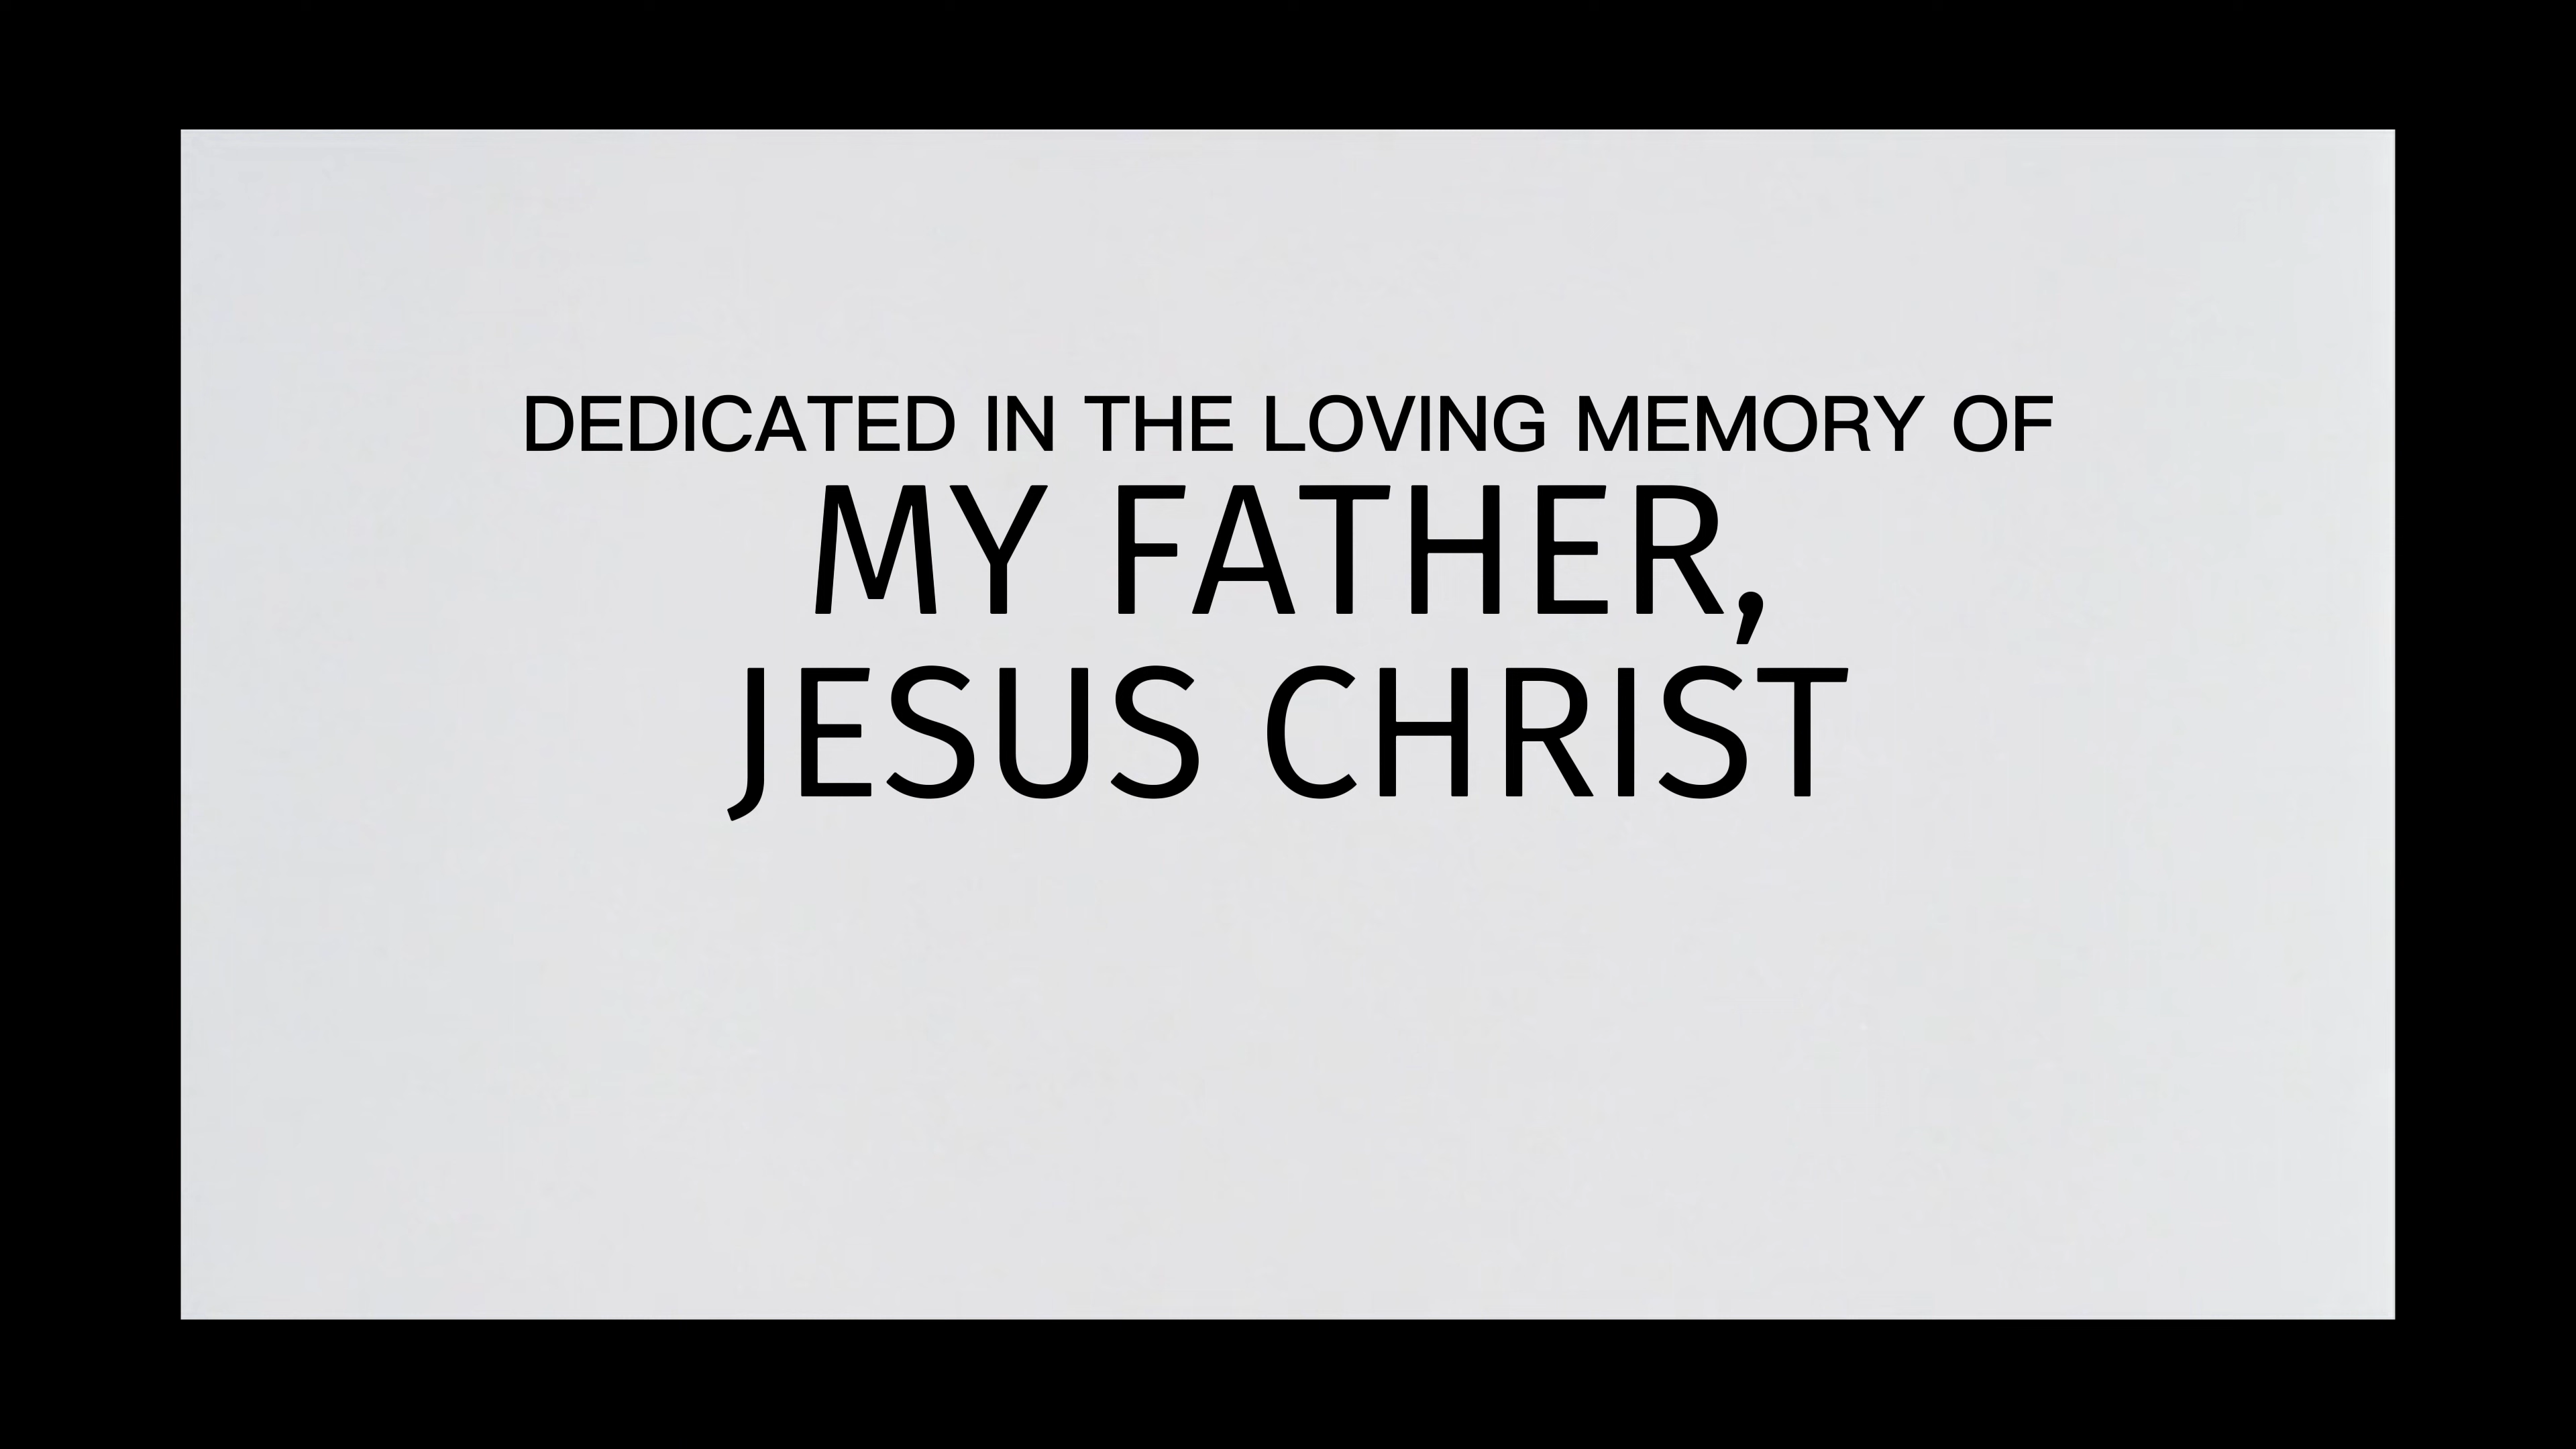 DEDICATED IN THE LOVING MEMORY OF
MY FATHER,
JESUS CHRIST